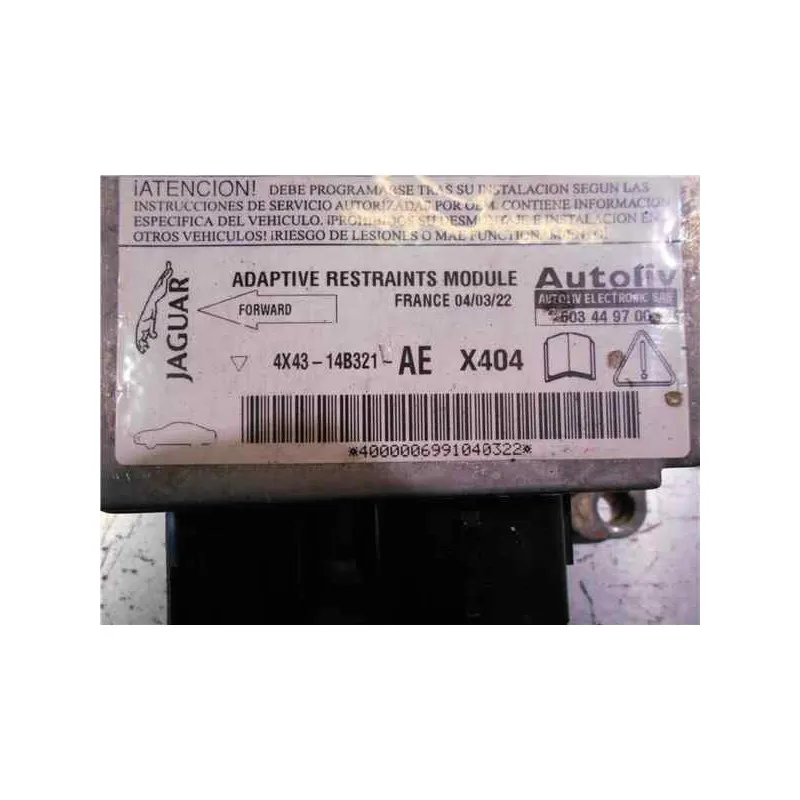 ¡ATENCION! DEBE PROGRAMARSE TRAS SU INSTALACION SEGUN LAS
INSTRUCCIONES DE SERVICIO AUTORIZADAS POR OEM. CONTIENE INFORMACION
ESPECIFICA DEL VEHICULO. ¡PROHIBIDOS SU DESMONTAJE E INSTALACION EN
OTROS VEHICULOS! ¡RIESGO DE LESIONES O MAL
JAGUAR
ADAPTIVE RESTRAINTS MODULE
FRANCE 04/03/22
FORWARD
Autoliv
AUTOLIV ELECTRONIC SAS
603 44 97 00
4X43-14B321-AE X404
*4000006991040322*